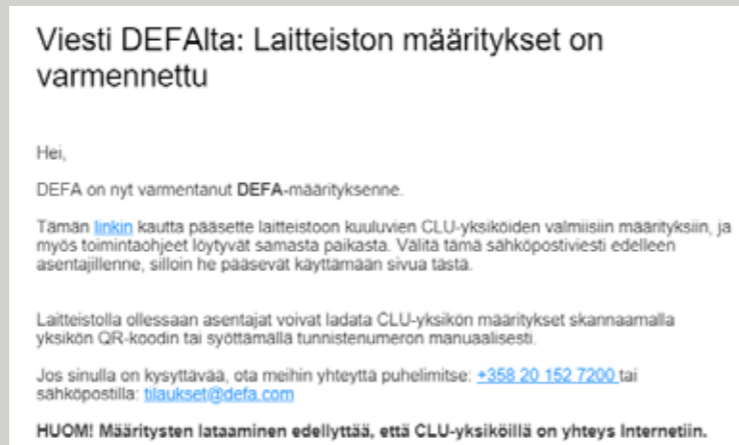 Viesti DEFAlta: Laitteiston määritykset on
varmennettu
Hei,
DEFA on nyt varmentanut DEFA-määrityksenne.
Tämän linkin kautta pääsette laitteistoon kuuluvien CLU-yksiköiden valmiisiin määrityksiin, ja
myös toimintaohjeet löytyvät samasta paikasta. Välitä tämä sähköpostiviesti edelleen
asentajillenne, silloin he pääsevät käyttämään sivua tästä.
Laitteistolla ollessaan asentajat voivat ladata CLU-yksikön määritykset skannaamalla
yksikön QR-koodin tai syöttämällä tunnistenumeron manuaalisesti.
Jos sinulla on kysyttävää, ota meihin yhteyttä puhelimitse: +358 20 152 7200 tai
sähköpostilla: tilaukset@defa.com
HUOM! Määritysten lataaminen edellyttää, että CLU-yksiköillä on yhteys Internetiin.